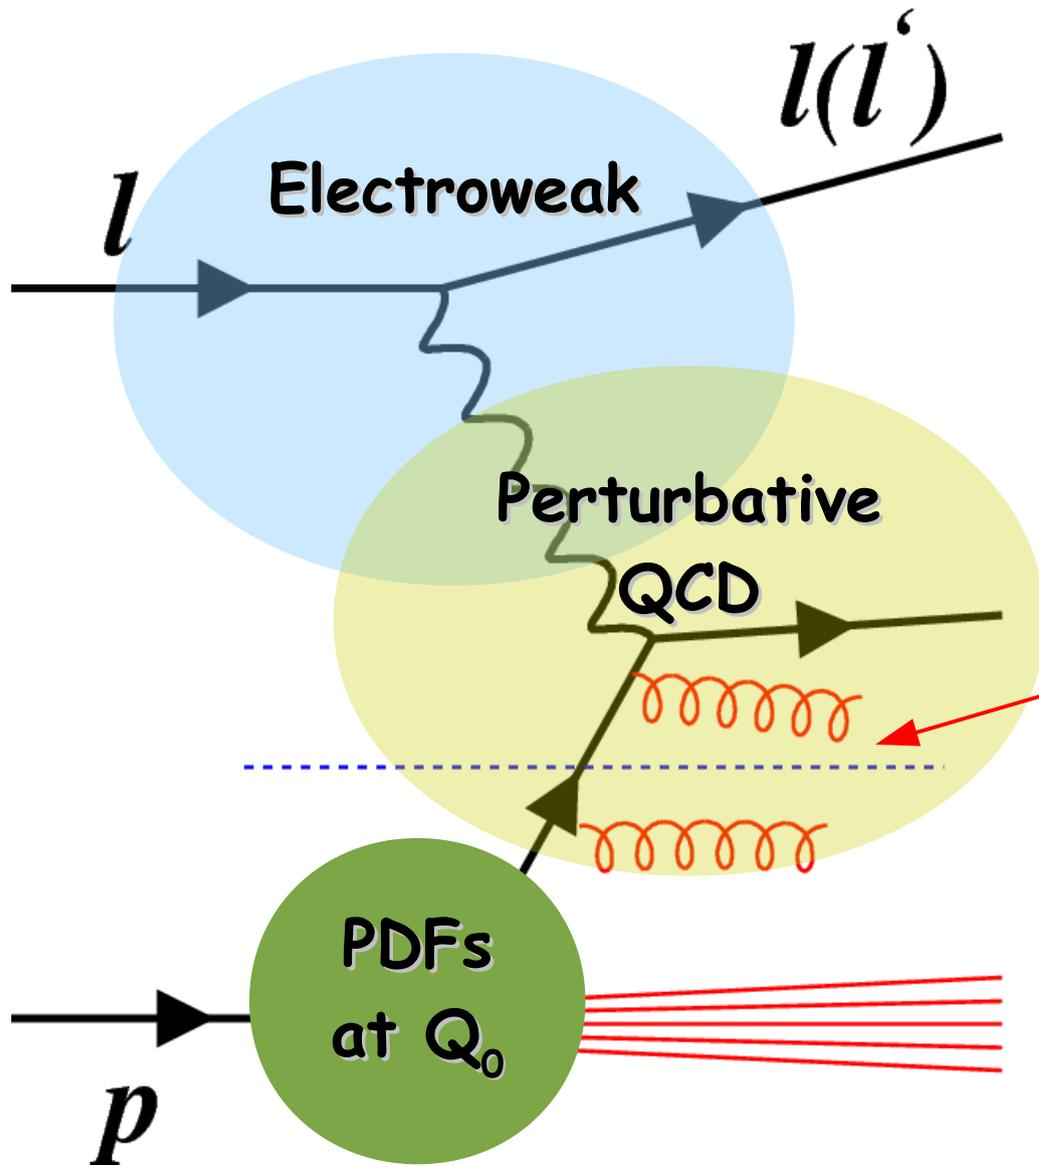 l(l‘)
l
Electroweak
Perturbative
QCD
PDFs
at Q₀
p